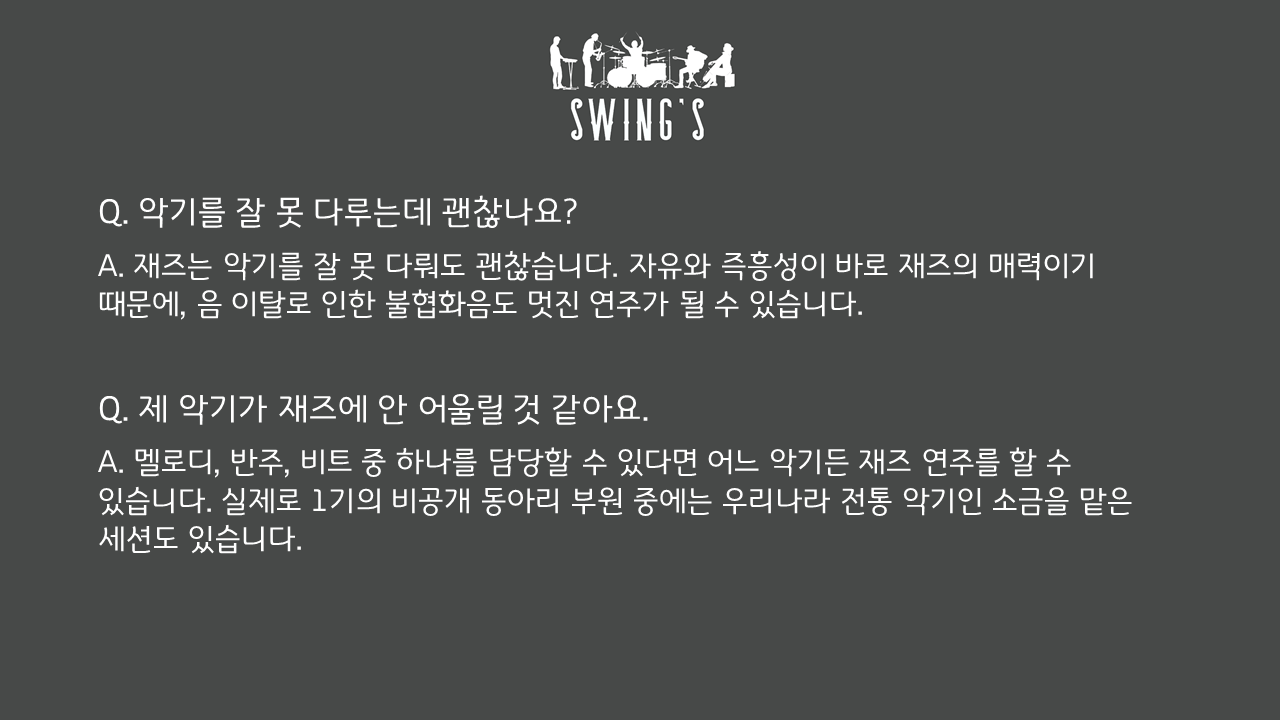 SWING'S
Q. 악기를 잘 못 다루는데 괜찮나요?
A. 재즈는 악기를 잘 못 다뤄도 괜찮습니다. 자유와 즉흥성이 바로 재즈의 매력이기
때문에, 음 이탈로 인한 불협화음도 멋진 연주가 될 수 있습니다.
Q. 제 악기가 재즈에 안 어울릴 것 같아요.
A. 멜로디, 반주, 비트 중 하나를 담당할 수 있다면 어느 악기든 재즈 연주를 할 수
있습니다. 실제로 1기의 비공개 동아리 부원 중에는 우리나라 전통 악기인 소금을 맡은
세션도 있습니다.